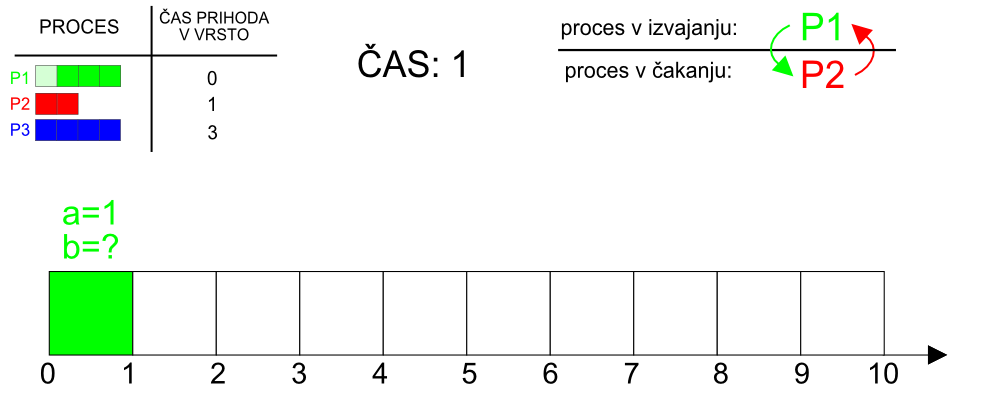 PROCES
ČAS PRIHODA
V VRSTO
P1 0
P2 1
P3 3
ČAS: 1
proces v izvajanju: P1
proces v čakanju: P2
a=1
b=?
0 1 2 3 4 5 6 7 8 9 10